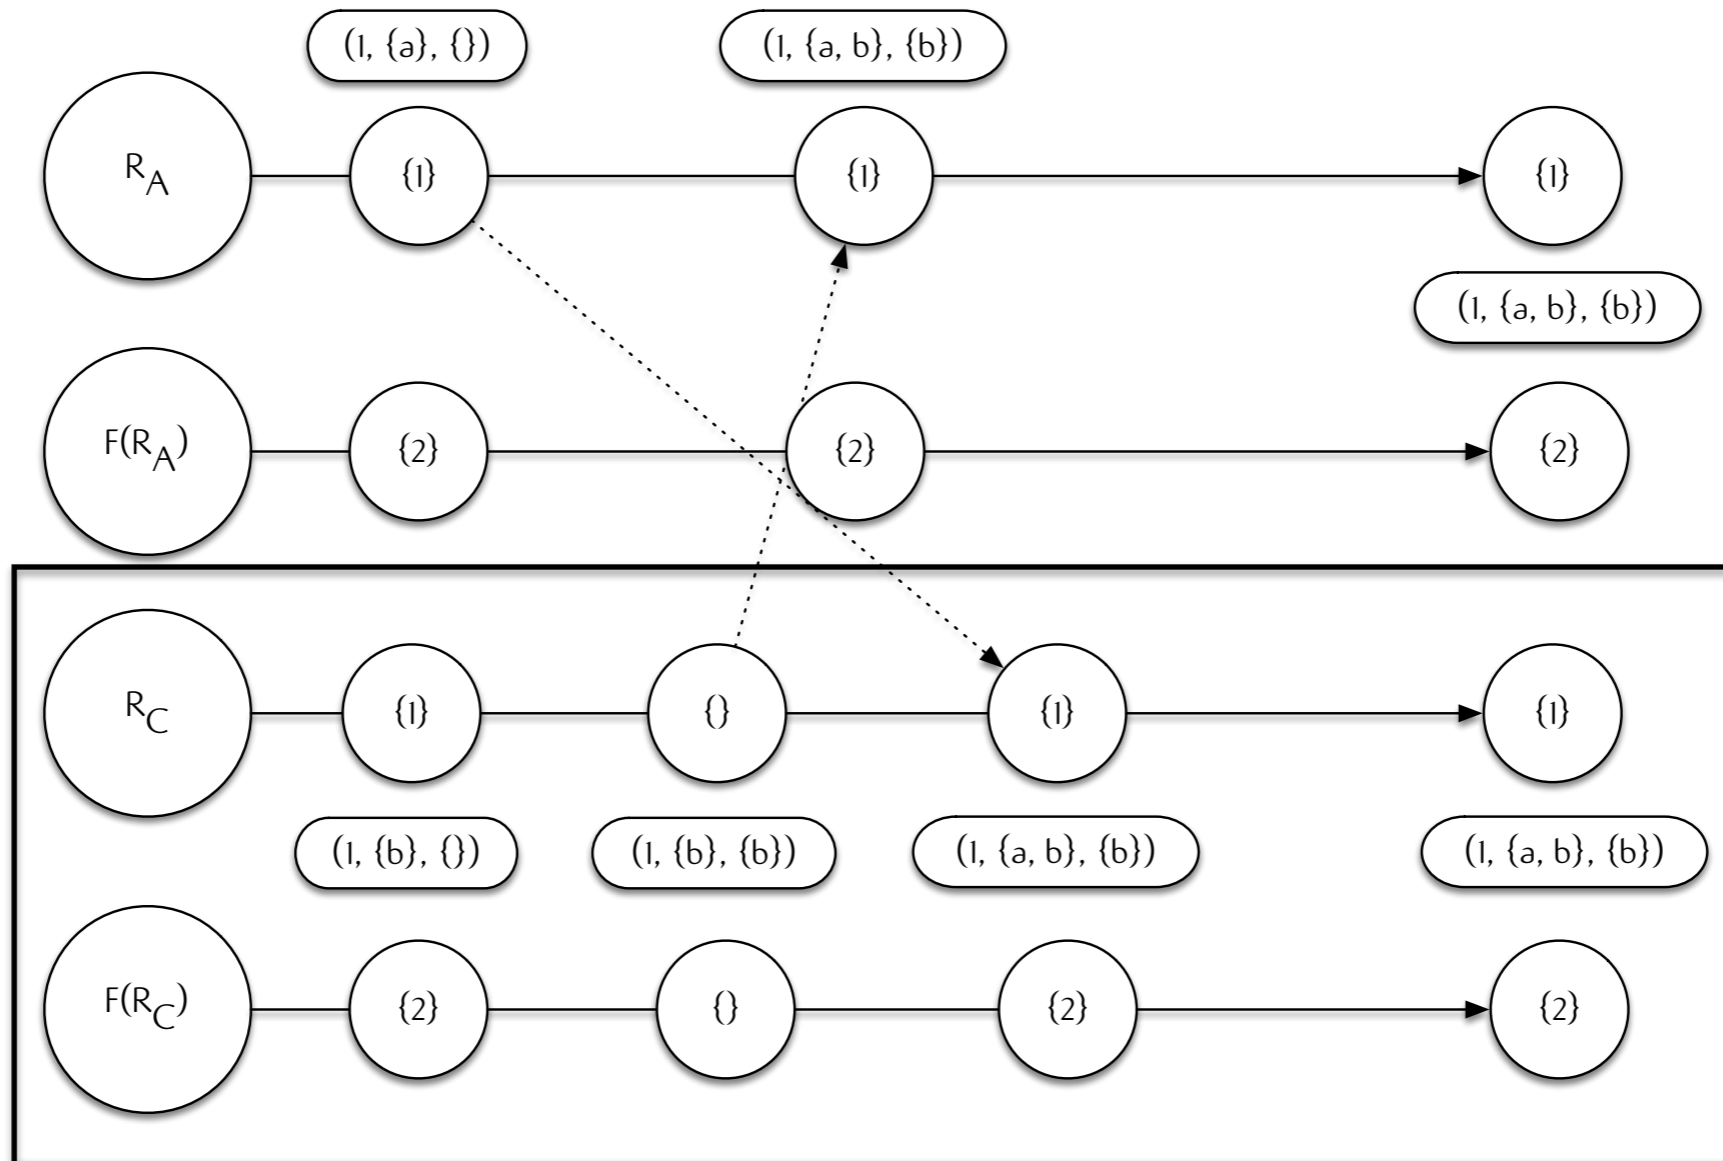 (1, {a}, {})
(1, {a, b}, {b})
R_A
{1}
{1}
{1}
(1, {a, b}, {b})
F(R_A)
{2}
{2}
{2}
R_C
{1}
{}
{1}
{1}
(1, {b}, {})
(1, {b}, {b})
(1, {a, b}, {b})
(1, {a, b}, {b})
F(R_C)
{2}
{}
{2}
{2}